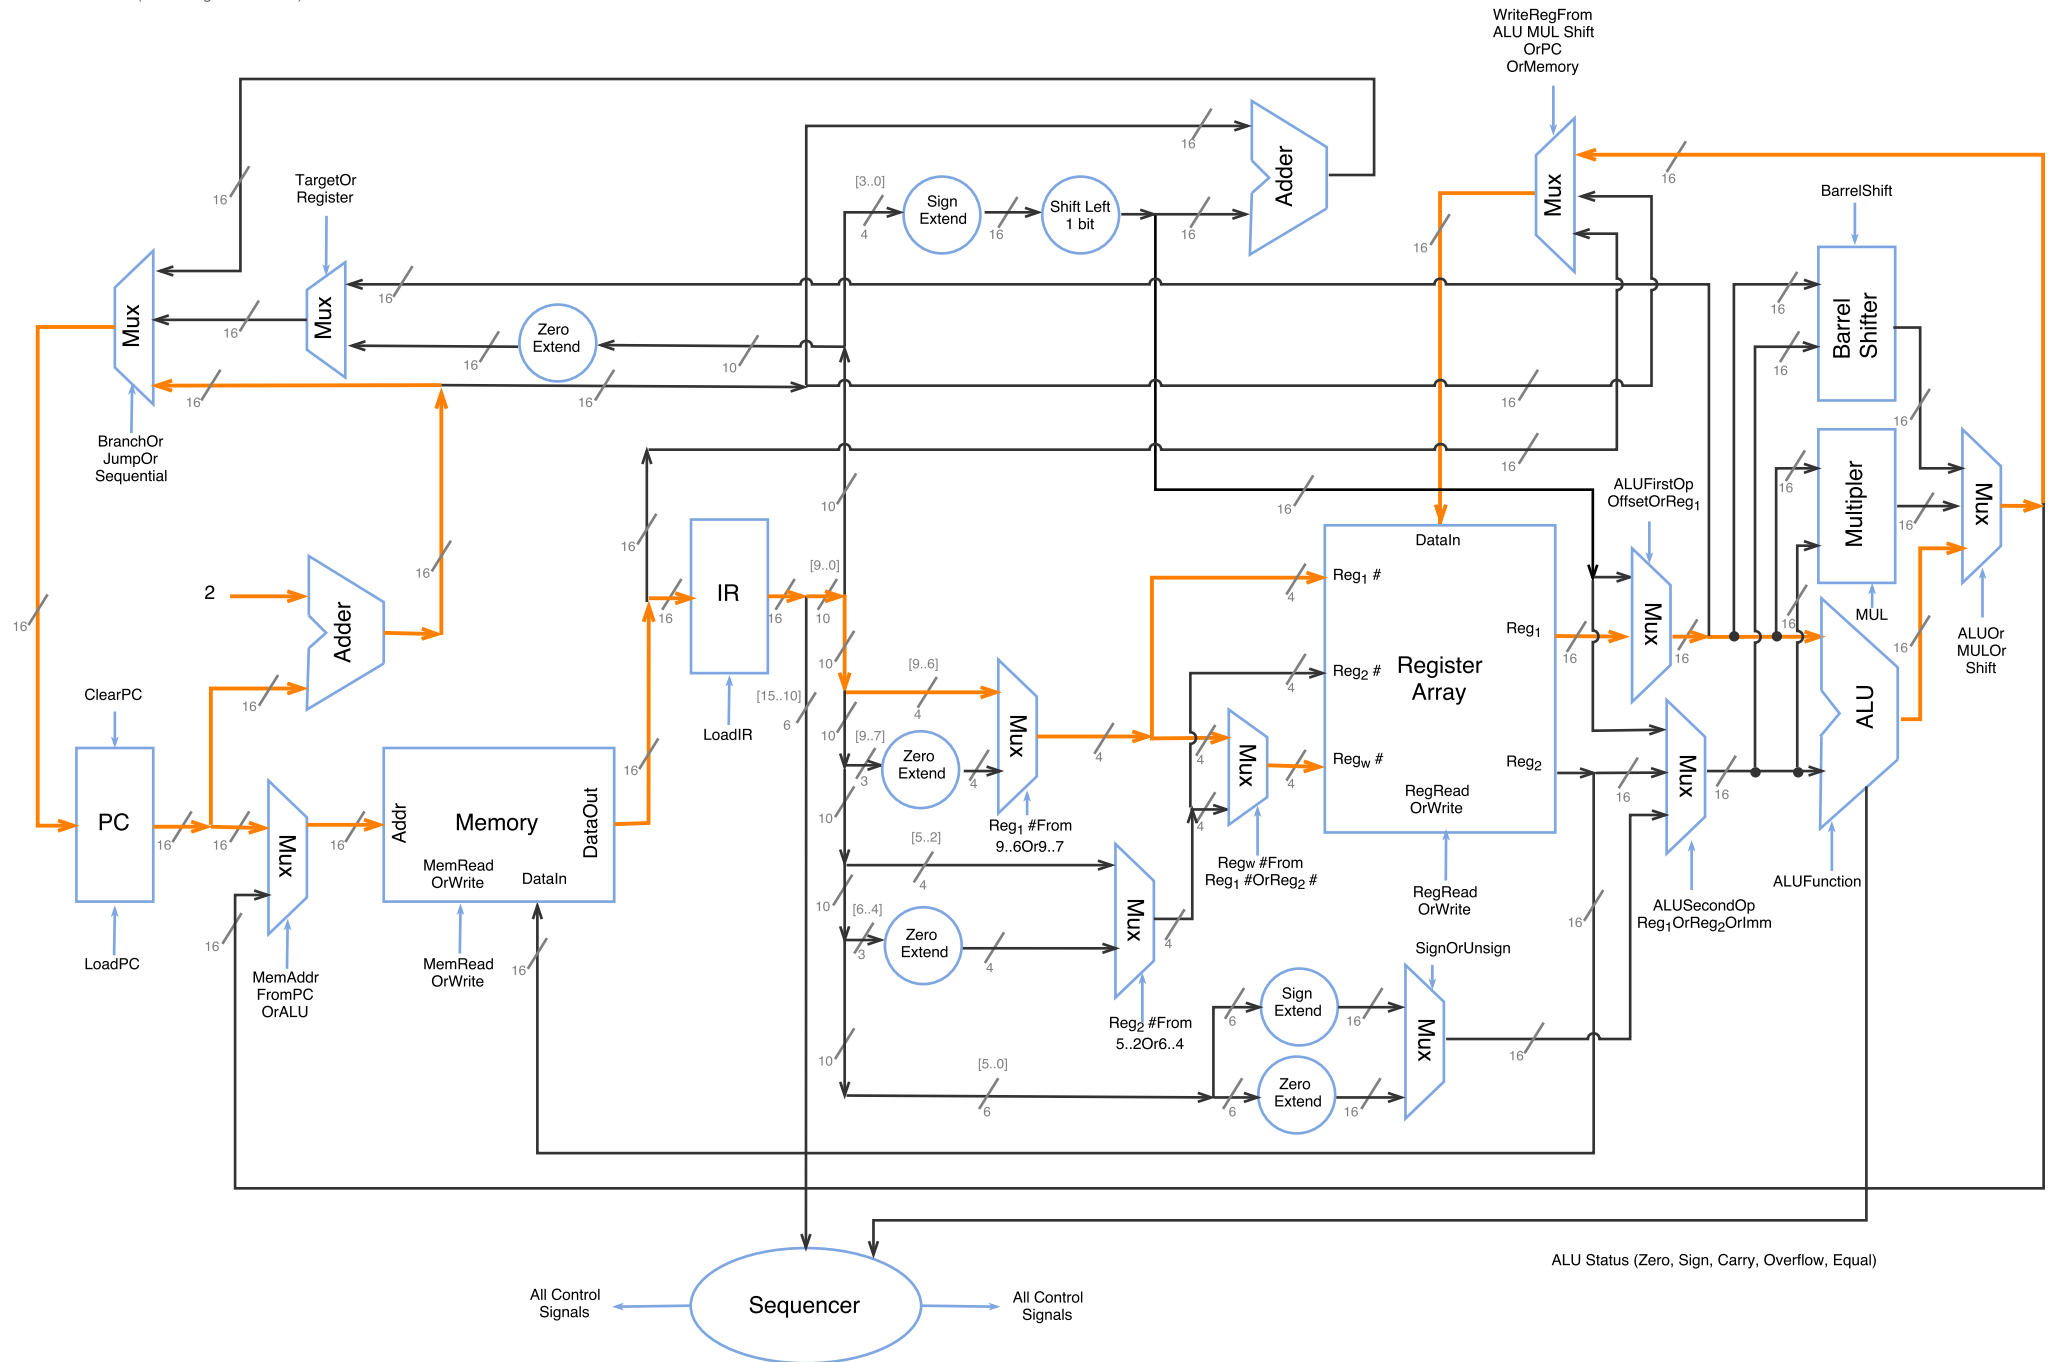 WriteRegFrom
ALU MUL Shift
OrPC
OrMemory
16
Adder
16
16
TargetOr
Register
[3..0]
4
Sign
Extend
16
Shift Left
1 bit
16
Mux
16
BarrelShift
Mux
16
Mux
16
Zero
Extend
16
10
16
16
Barrel
Shifter
16
16
16
16
BranchOr
JumpOr
Sequential
16
16
16
10
16
ALUFirstOp
OffsetOrReg1
16
Multipler
16
Mux
16
16
DataIn
IR
[9..0]
16
16
10
2
Adder
16
16
Reg1 #
4
Reg1
16
Mux
16
16
MUL
ALUOr
MULOr
Shift
16
10
[9..6]
4
Reg2 #
4
Register
Array
ClearPC
16
[15..10]
6
LoadIR
10
[9..7]
3
Zero
Extend
4
Mux
4
4
Mux
Regw #
4
Reg2
16
Mux
16
ALU
PC
16
16
Mux
16
Addr
Memory
DataOut
16
MemRead
OrWrite
DataIn
10
Reg1 #From
9..6Or9..7
4
RegRead
OrWrite
[5..2]
4
Regw #From
Reg1 #OrReg2 #
RegRead
OrWrite
ALUFunction
ALUSecondOp
Reg1OrReg2OrImm
16
LoadPC
16
MemAddr
FromPC
OrALU
MemRead
OrWrite
16
10
[6..4]
3
Zero
Extend
4
Mux
4
SignOrUnsign
Reg2 #From
5..2Or6..4
6
Sign
Extend
16
Mux
16
10
[5..0]
6
6
Zero
Extend
16
ALU Status (Zero, Sign, Carry, Overflow, Equal)
All Control
Signals
Sequencer
All Control
Signals